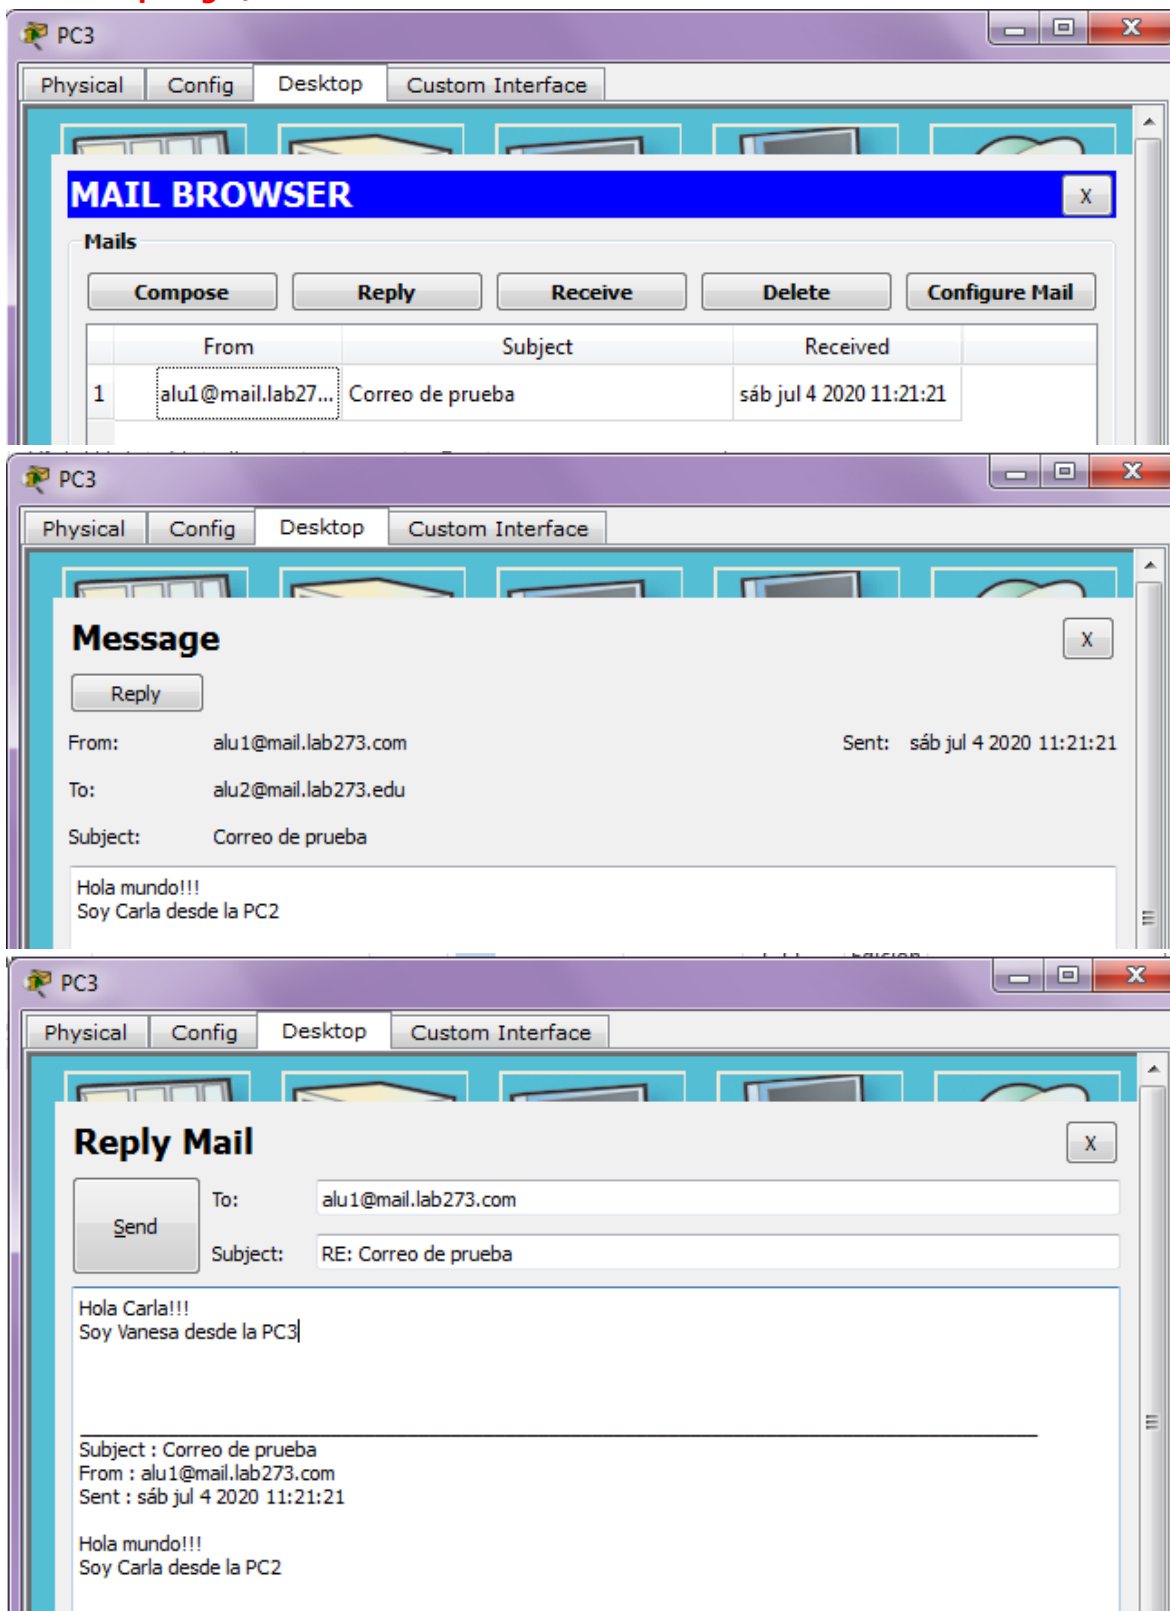 PC3
Physical Config Desktop Custom Interface
MAIL BROWSER X
Mails
Compose Reply Receive Delete Configure Mail
From Subject Received
1 alu1@mail.lab27... Correo de prueba sáb jul 4 2020 11:21:21
PC3
Physical Config Desktop Custom Interface
Message X
Reply
From: alu1@mail.lab273.com Sent: sáb jul 4 2020 11:21:21
To: alu2@mail.lab273.edu
Subject: Correo de prueba
Hola mundo!!!
Soy Carla desde la PC2
PC3
Physical Config Desktop Custom Interface
Reply Mail X
Send
To: alu1@mail.lab273.com
Subject: RE: Correo de prueba
Hola Carla!!!
Soy Vanesa desde la PC3
Subject : Correo de prueba
From : alu1@mail.lab273.com
Sent : sáb jul 4 2020 11:21:21
Hola mundo!!!
Soy Carla desde la PC2